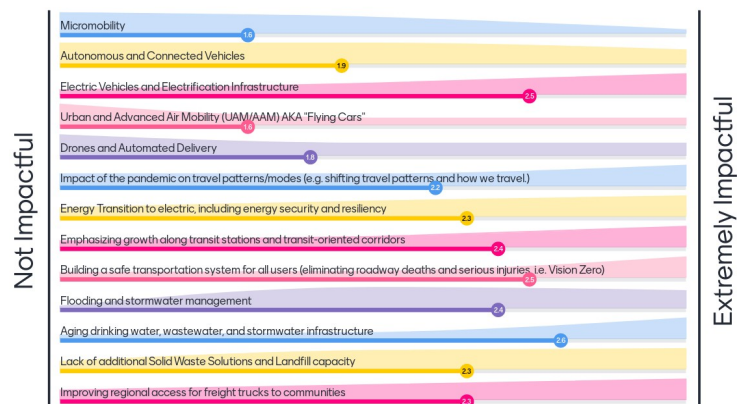 Not Impactful
Micromobility
1.6
Autonomous and Connected Vehicles
1.9
Electric Vehicles and Electrification Infrastructure
2.5
Urban and Advanced Air Mobility (UAM/AAM) AKA "Flying Cars"
1.6
Drones and Automated Delivery
1.8
Impact of the pandemic on travel patterns/modes (e.g. shifting travel patterns and how we travel.)
2.2
Energy Transition to electric, including energy security and resiliency
2.3
Emphasizing growth along transit stations and transit-oriented corridors
2.4
Building a safe transportation system for all users (eliminating roadway deaths and serious injuries, i.e. Vision Zero)
2.5
Flooding and stormwater management
2.4
Aging drinking water, wastewater, and stormwater infrastructure
2.6
Lack of additional Solid Waste Solutions and Landfill capacity
2.3
Improving regional access for freight trucks to communities
2.3
Extremely Impactful